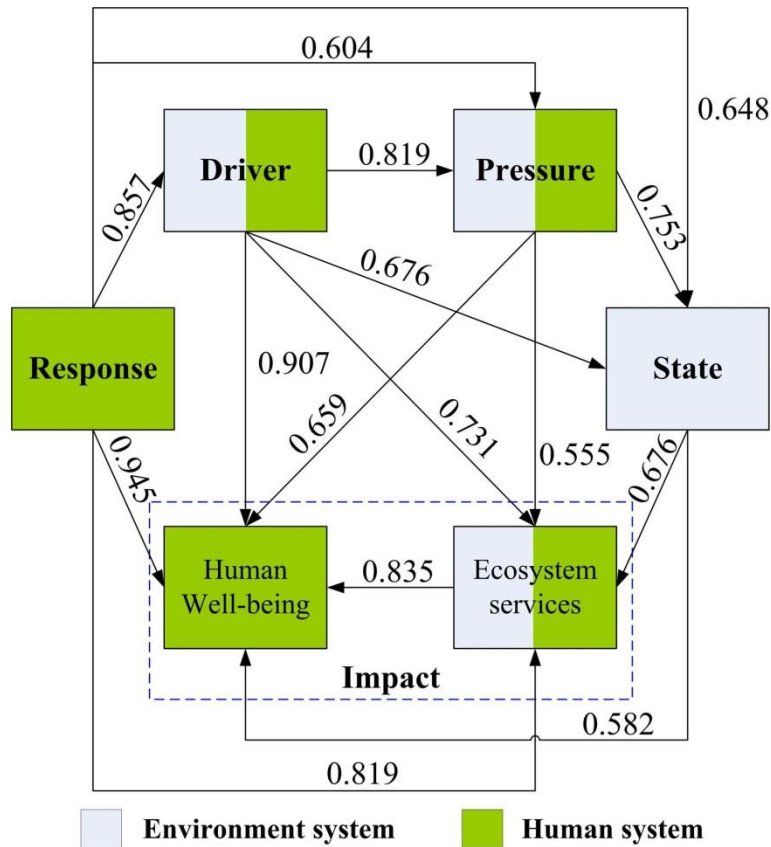 0.604
0.648
Driver
0.819
Pressure
0.857
0.753
0.676
Response
0.907
State
0.659
0.731
0.555
0.945
0.676
Human
Well-being
0.835
Ecosystem
services
Impact
0.582
0.819
Environment system
Human system